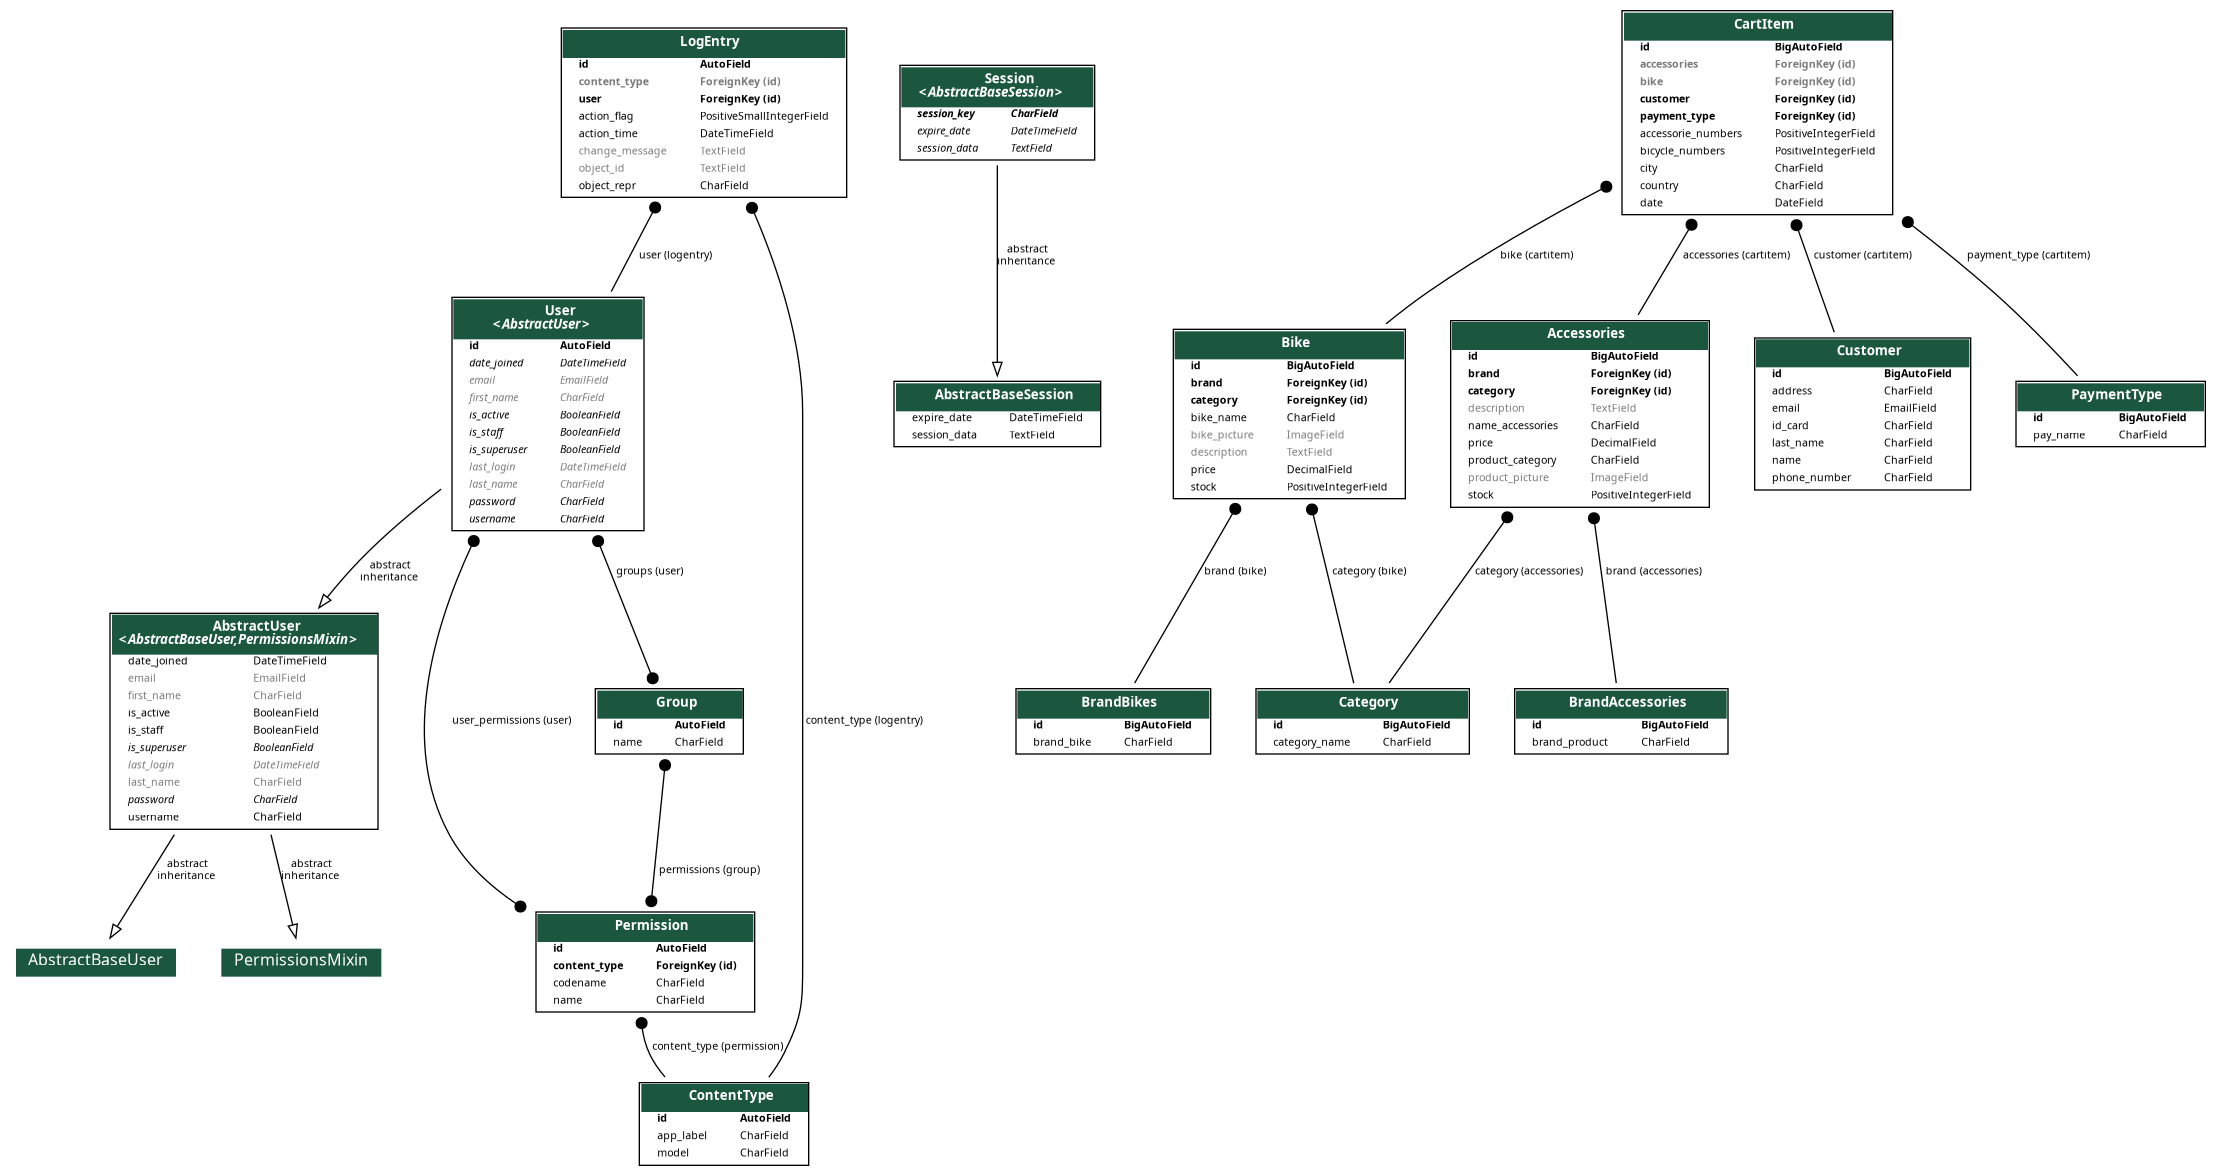 LogEntry
id AutoField
content_type ForeignKey (id)
user ForeignKey (id)
action_flag PositiveSmallIntegerField
action_time DateTimeField
change_message TextField
object_id TextField
object_repr CharField
Session
<AbstractBaseSession>
session_key CharField
expire_date DateTimeField
session_data TextField
CartItem
id BigAutoField
accessories ForeignKey (id)
bike ForeignKey (id)
customer ForeignKey (id)
payment_type ForeignKey (id)
accessorie_numbers PositiveIntegerField
bicycle_numbers PositiveIntegerField
city CharField
country CharField
date DateField
user (logentry)
abstract
inheritance
bike (cartitem)
accessories (cartitem)
customer (cartitem)
payment_type (cartitem)
User
<AbstractUser>
id AutoField
date_joined DateTimeField
email EmailField
first_name CharField
is_active BooleanField
is_staff BooleanField
is_superuser BooleanField
last_login DateTimeField
last_name CharField
password CharField
username CharField
AbstractBaseSession
expire_date DateTimeField
session_data TextField
Bike
id BigAutoField
brand ForeignKey (id)
category ForeignKey (id)
bike_name CharField
bike_picture ImageField
description TextField
price DecimalField
stock PositiveIntegerField
Accessories
id BigAutoField
brand ForeignKey (id)
category ForeignKey (id)
description TextField
name_accessories CharField
price DecimalField
product_category CharField
product_picture ImageField
stock PositiveIntegerField
Customer
id BigAutoField
address CharField
email EmailField
id_card CharField
last_name CharField
name CharField
phone_number CharField
PaymentType
id BigAutoField
pay_name CharField
abstract
inheritance
groups (user)
brand (bike)
category (bike)
category (accessories)
brand (accessories)
AbstractUser
<AbstractBaseUser,PermissionsMixin>
date_joined DateTimeField
email EmailField
first_name CharField
is_active BooleanField
is_staff BooleanField
is_superuser BooleanField
last_login DateTimeField
last_name CharField
password CharField
username CharField
user_permissions (user)
Group
id AutoField
name CharField
content_type (logentry)
BrandBikes
id BigAutoField
brand_bike CharField
Category
id BigAutoField
category_name CharField
BrandAccessories
id BigAutoField
brand_product CharField
abstract
inheritance
abstract
inheritance
permissions (group)
AbstractBaseUser
PermissionsMixin
Permission
id AutoField
content_type ForeignKey (id)
codename CharField
name CharField
content_type (permission)
ContentType
id AutoField
app_label CharField
model CharField